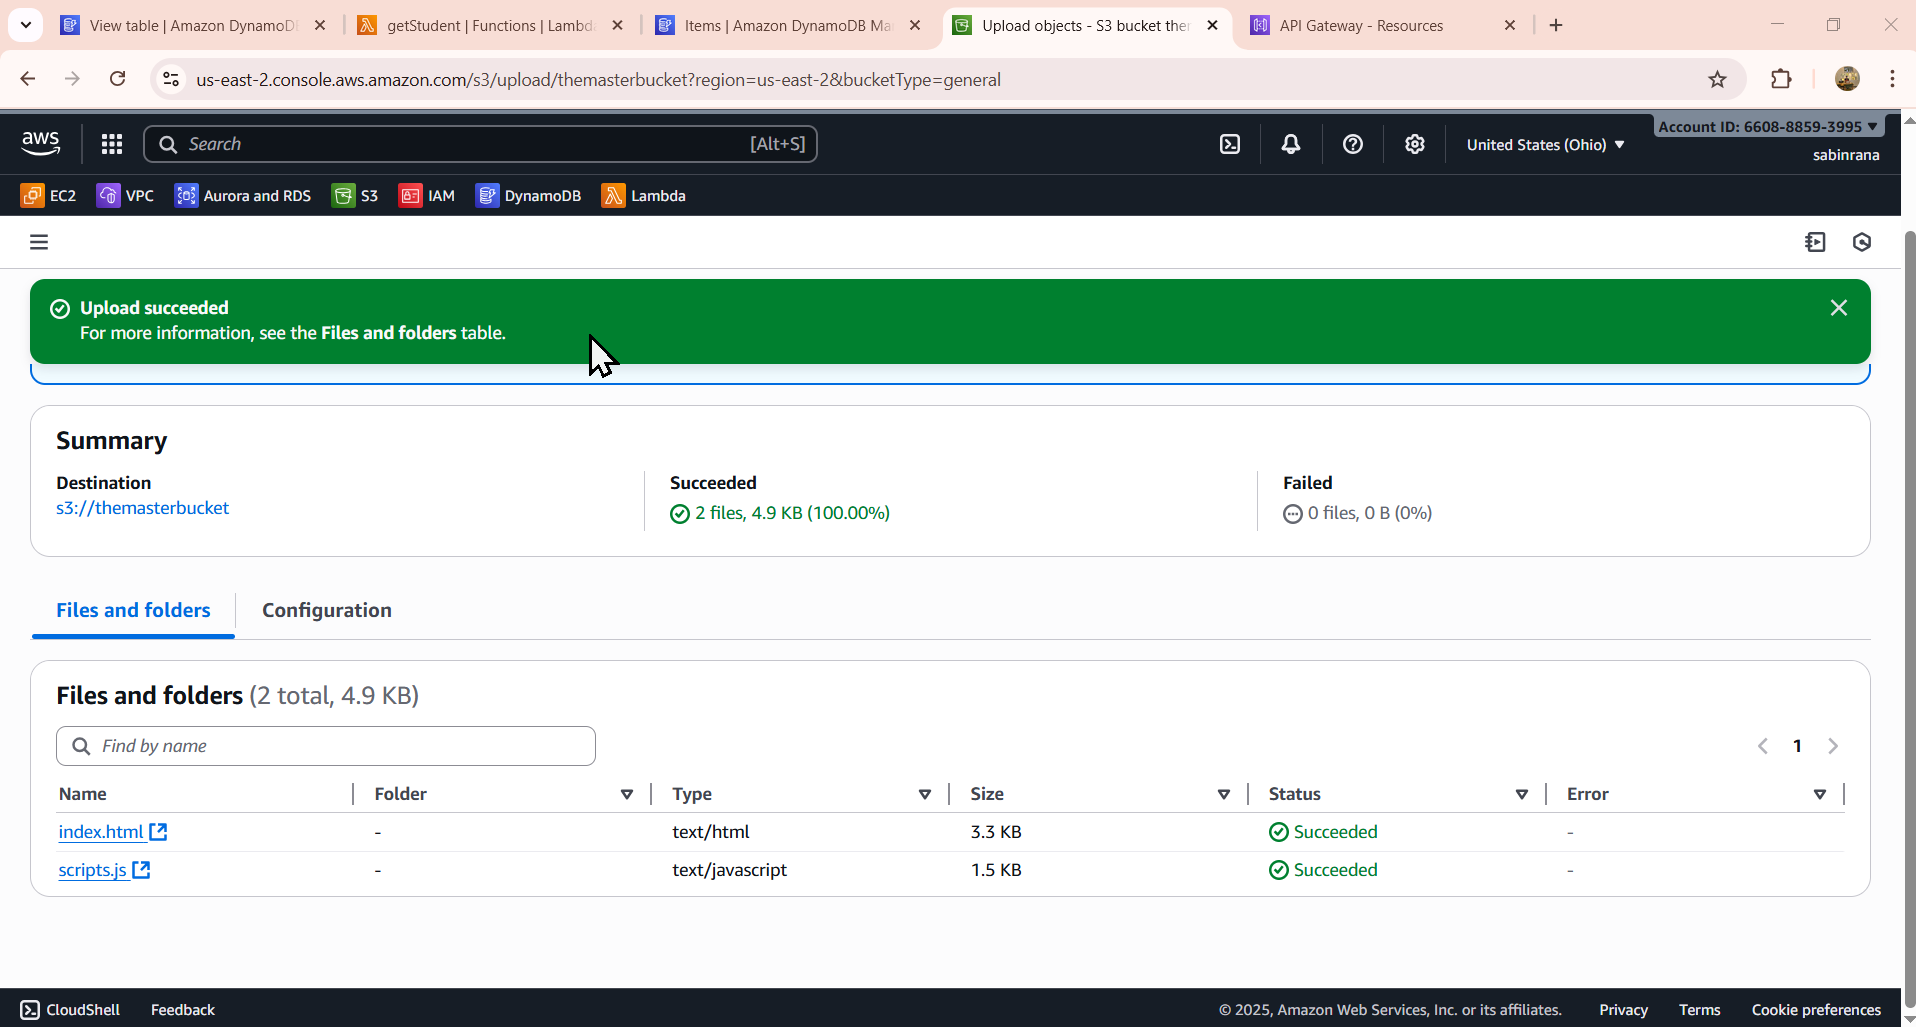 View table | Amazon DynamoDB
getStudent | Functions | Lambda
Items | Amazon DynamoDB Ma
Upload objects - S3 bucket the
API Gateway - Resources
us-east-2.console.aws.amazon.com/s3/upload/themasterbucket?region=us-east-2&bucketType=general
aws
Search
[Alt+S]
United States (Ohio)
Account ID: 6608-8859-3995
sabinrana
EC2
VPC
Aurora and RDS
S3
IAM
DynamoDB
Lambda
Upload succeeded
For more information, see the Files and folders table.
Summary
Destination
s3://themasterbucket
Succeeded
2 files, 4.9 KB (100.00%)
Failed
0 files, 0 B (0%)
Files and folders
Configuration
Files and folders (2 total, 4.9 KB)
Find by name
1
Name Folder Type Size Status Error
index.html - text/html 3.3 KB Succeeded -
scripts.js - text/javascript 1.5 KB Succeeded -
CloudShell
Feedback
© 2025, Amazon Web Services, Inc. or its affiliates.
Privacy
Terms
Cookie preferences